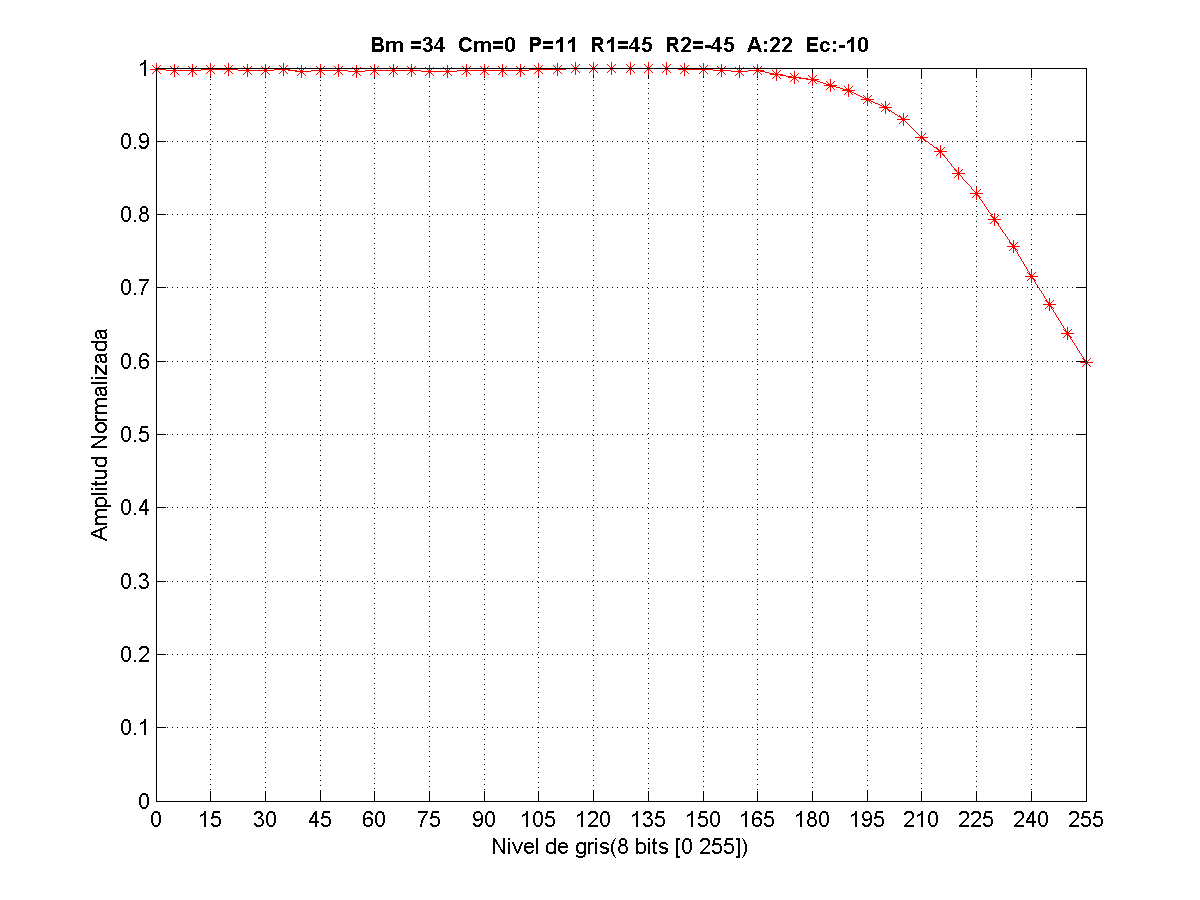 Bm =34 Cm=0 P=11 R1=45 R2=-45 A:22 Ec:-10
1
0.9
0.8
0.7
0.6
0.5
0.4
0.3
0.2
0.1
0
Amplitud Normalizada
0 15 30 45 60 75 90 105 120 135 150 165 180 195 210 225 240 255
Nivel de gris(8 bits [0 255])